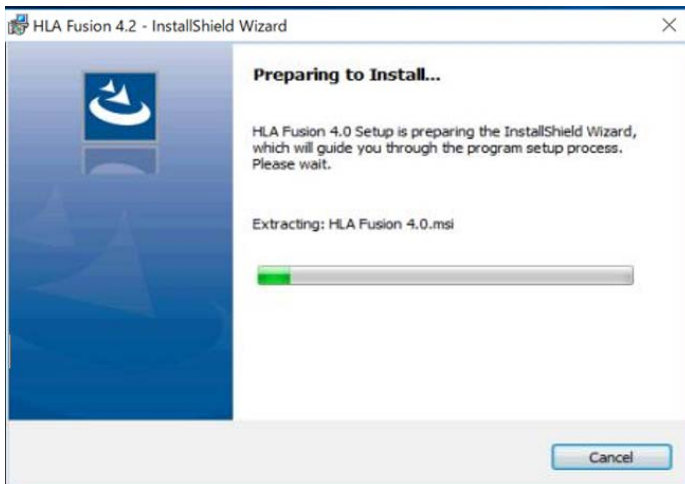 HLA Fusion 4.2 - InstallShield Wizard
Preparing to Install...
HLA Fusion 4.0 Setup is preparing the InstallShield Wizard,
which will guide you through the program setup process.
Please wait.
Extracting: HLA Fusion 4.0.msi
Cancel